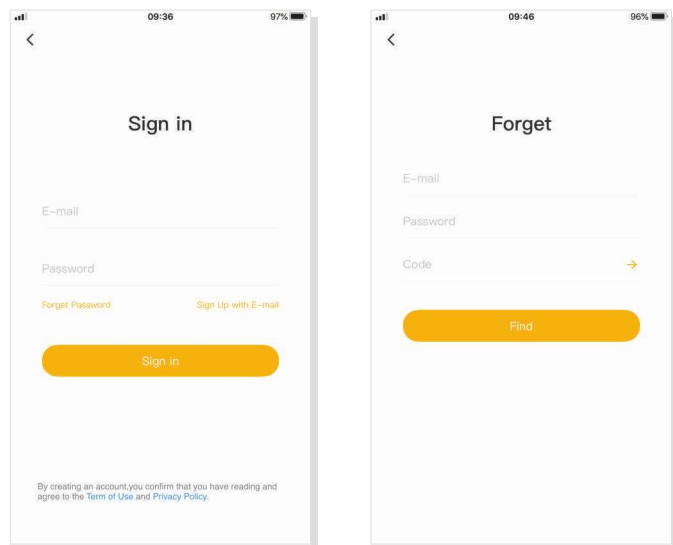 09:36
97%
Sign in
E-mail
Password
Forget Password
Sign Up with E-mail
Sign in
By creating an account,you confirm that you have reading and
agree to the Term of Use and Privacy Policy.
09:46
96%
Forget
E-mail
Password
Code
Find